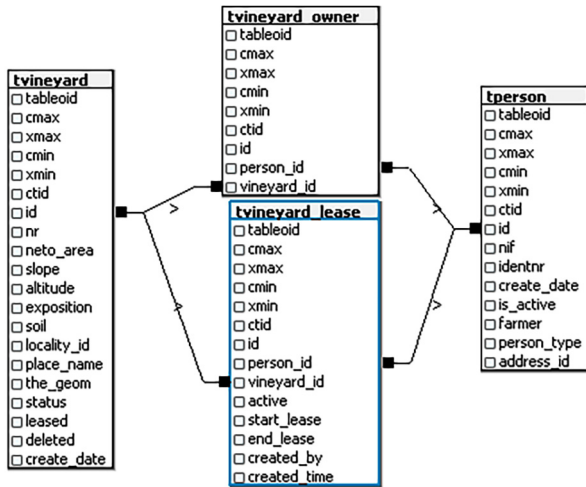 tvineyard_owner
tableoid
cmax
xmax
cmin
xmin
ctid
id
person_id
vineyard_id
tvineyard
tableoid
cmax
xmax
cmin
xmin
ctid
id
nr
neto_area
slope
altitude
exposition
soil
locality_id
place_name
the_geom
status
leased
deleted
create_date
tvineyard_lease
tableoid
cmax
xmax
cmin
xmin
ctid
id
person_id
vineyard_id
active
start_lease
end_lease
created_by
created_time
tperson
tableoid
cmax
xmax
cmin
xmin
ctid
id
nif
identnr
create_date
is_active
farmer
person_type
address_id